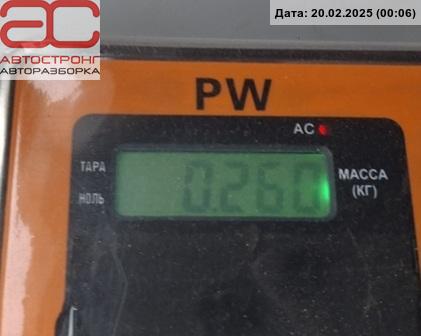 Дата: 20.02.2025 (00:06)
АС
АВТОСТРОНГ
АВТОРАЗБОРКА
PW
AC
ТАРА
НОЛЬ
0.260
МАССА
(КГ)